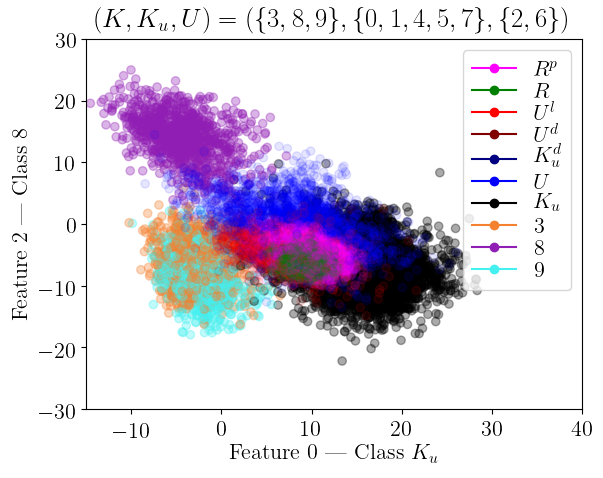 (K, K_u, U) = ({3, 8, 9}, {0, 1, 4, 5, 7}, {2, 6})
30
20
10
0
−10
−20
−30
Feature 2 — Class 8
R^p
R
U^l
U^d
K_u^d
U
K_u
3
8
9
−10 0 10 20 30 40
Feature 0 — Class K_u